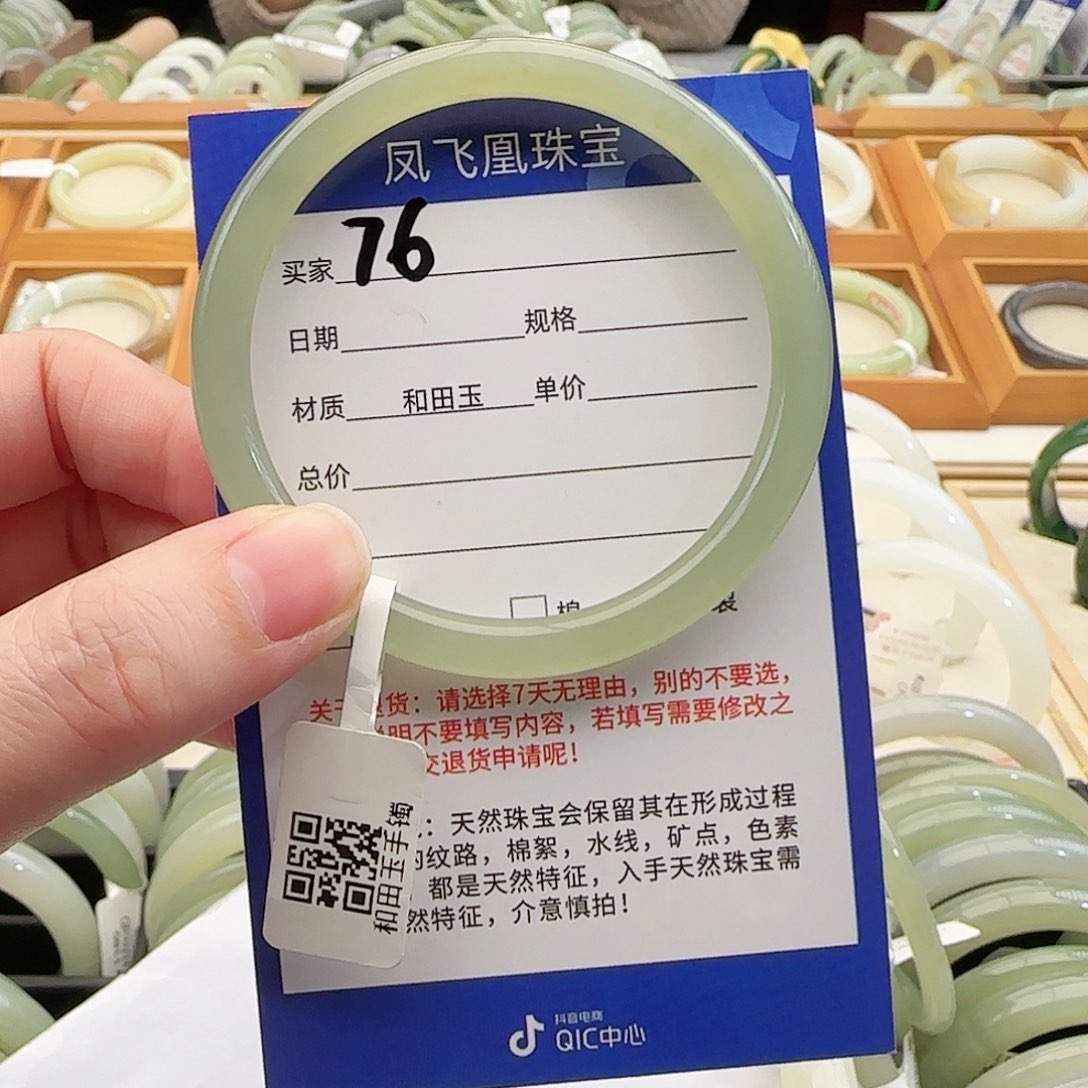 凤飞凰珠宝
买家 76
日期 规格
材质 和田玉 单价
总价
关于退货：请选择7天无理由，别的不要选，
明不要填写内容，若填写需要修改之
交退货申请呢！
：天然珠宝会保留其在形成过程
的纹路，棉絮，水线，矿点，色素
都是天然特征，入手天然珠宝需
然特征，介意慎拍！
和田玉手镯
抖音电商
QIC中心